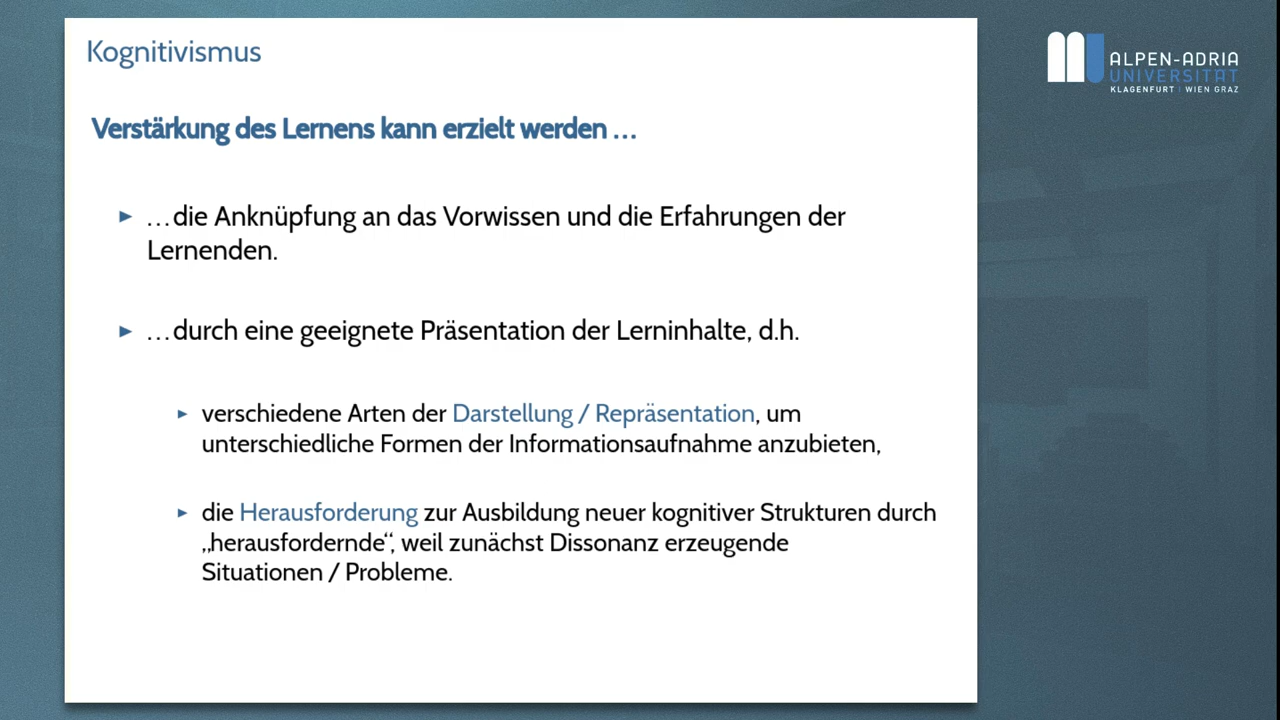 Kognitivismus
Verstärkung des Lernens kann erzielt werden …
…die Anknüpfung an das Vorwissen und die Erfahrungen der
Lernenden.
…durch eine geeignete Präsentation der Lerninhalte, d.h.
verschiedene Arten der Darstellung / Repräsentation, um
unterschiedliche Formen der Informationsaufnahme anzubieten,
die Herausforderung zur Ausbildung neuer kognitiver Strukturen durch
„herausfordernde“, weil zunächst Dissonanz erzeugende
Situationen / Probleme.
ALPEN-ADRIA
UNIVERSITÄT
KLAGENFURT | WIEN GRAZ